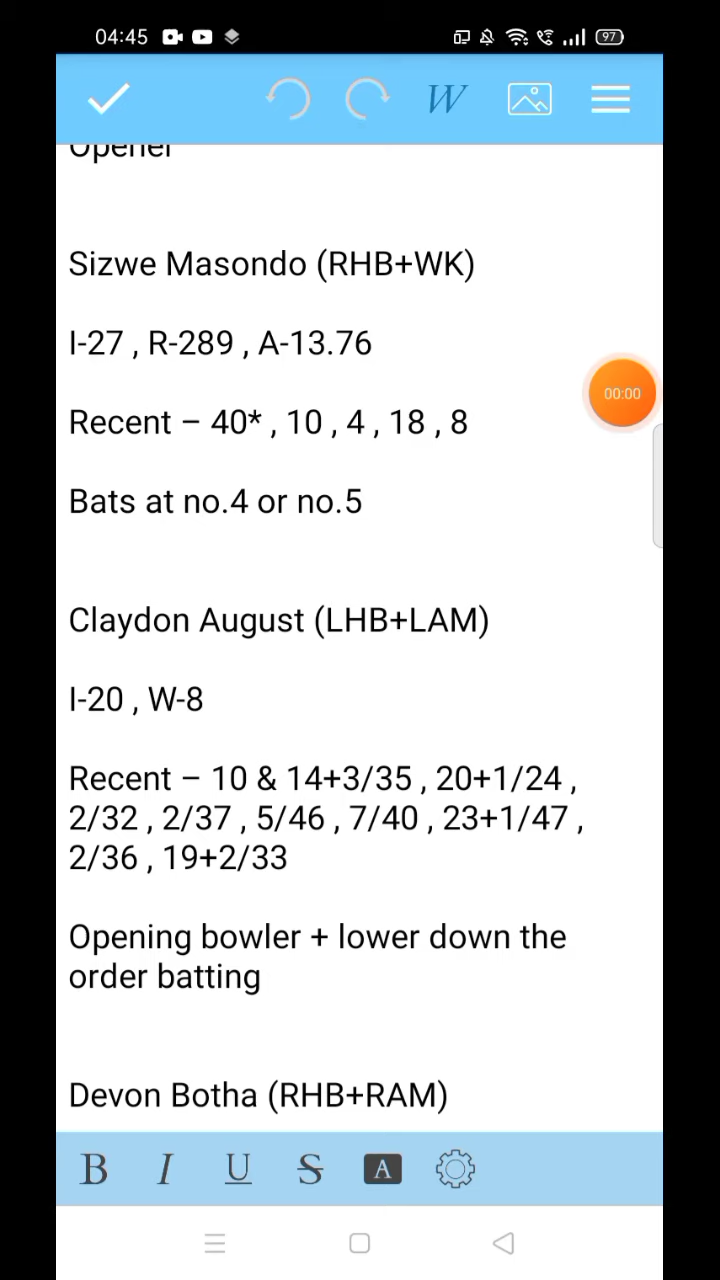 04:45
97
W
Opener
Sizwe Masondo (RHB+WK)
I-27 , R-289 , A-13.76
00:00
Recent – 40* , 10 , 4 , 18 , 8
Bats at no.4 or no.5
Claydon August (LHB+LAM)
I-20 , W-8
Recent – 10 & 14+3/35 , 20+1/24 ,
2/32 , 2/37 , 5/46 , 7/40 , 23+1/47 ,
2/36 , 19+2/33
Opening bowler + lower down the
order batting
Devon Botha (RHB+RAM)
B I U S A